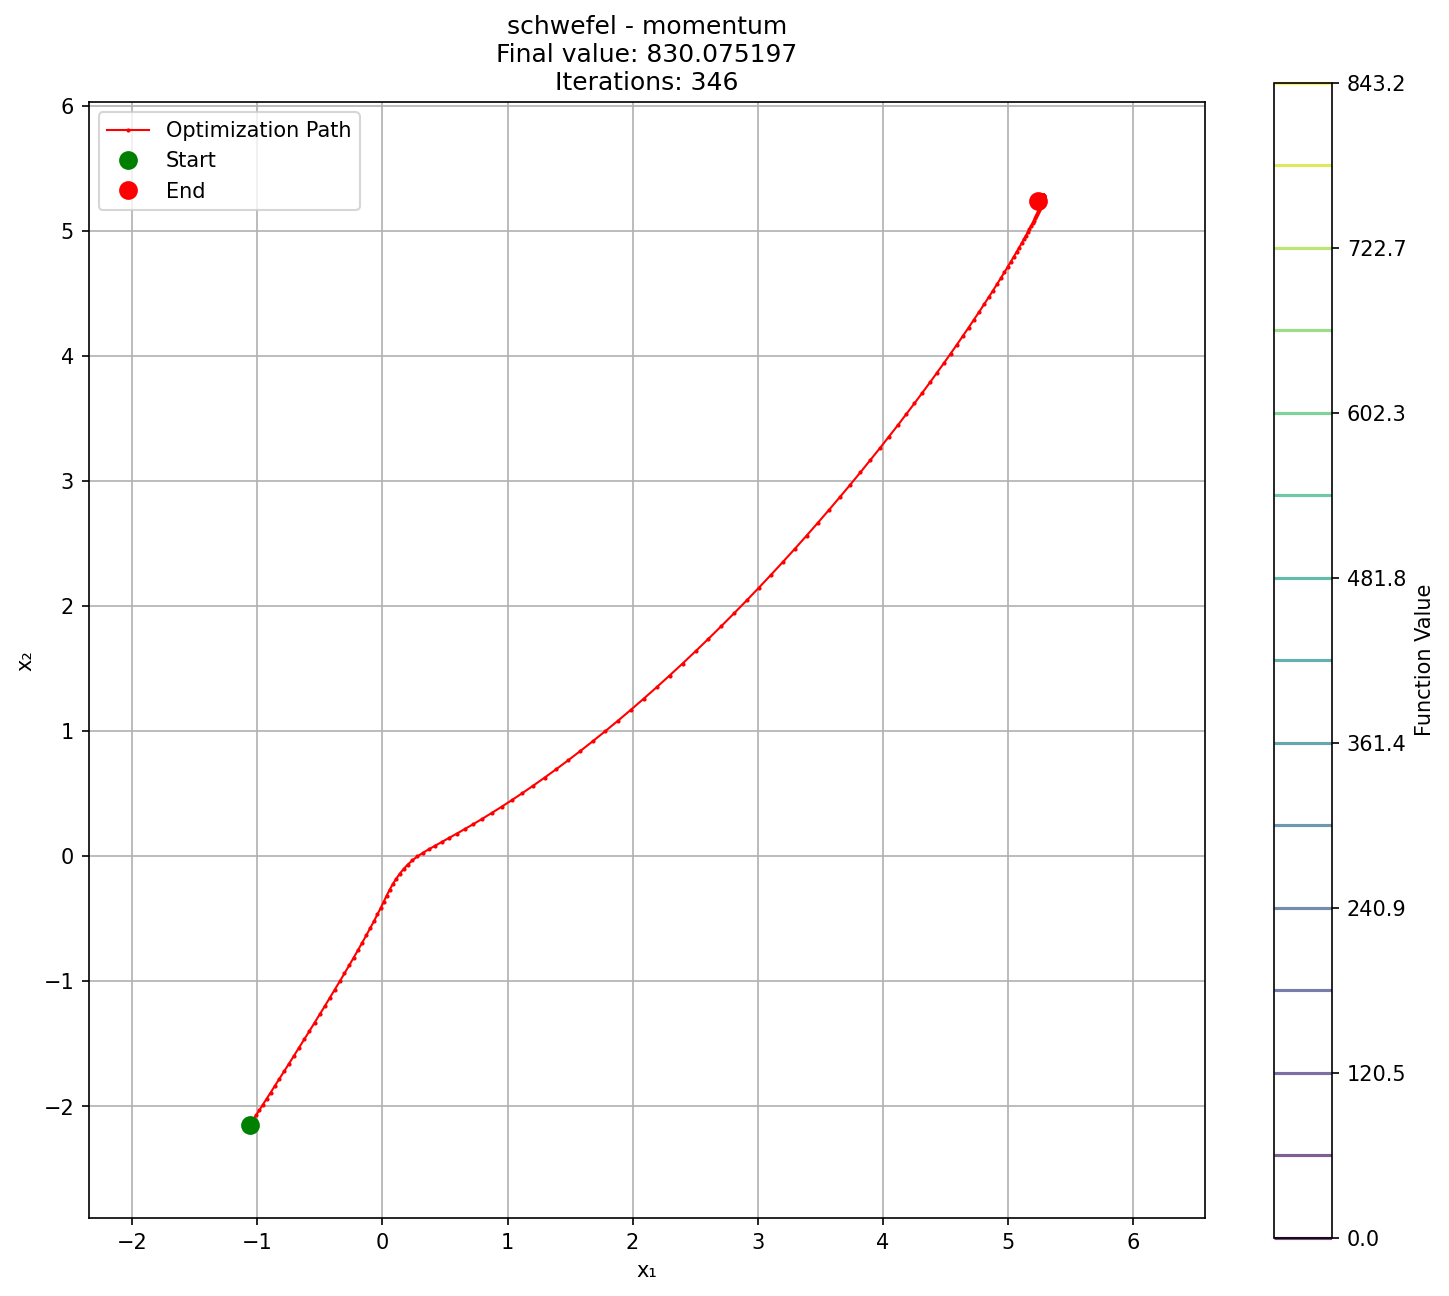 schwefel - momentum
Final value: 830.075197
Iterations: 346
Optimization Path
Start
End
6
5
4
3
2
1
0
−1
−2
x₂
−2
−1
0
1
2
3
4
5
6
x₁
843.2
722.7
602.3
481.8
361.4
240.9
120.5
0.0
Function Value